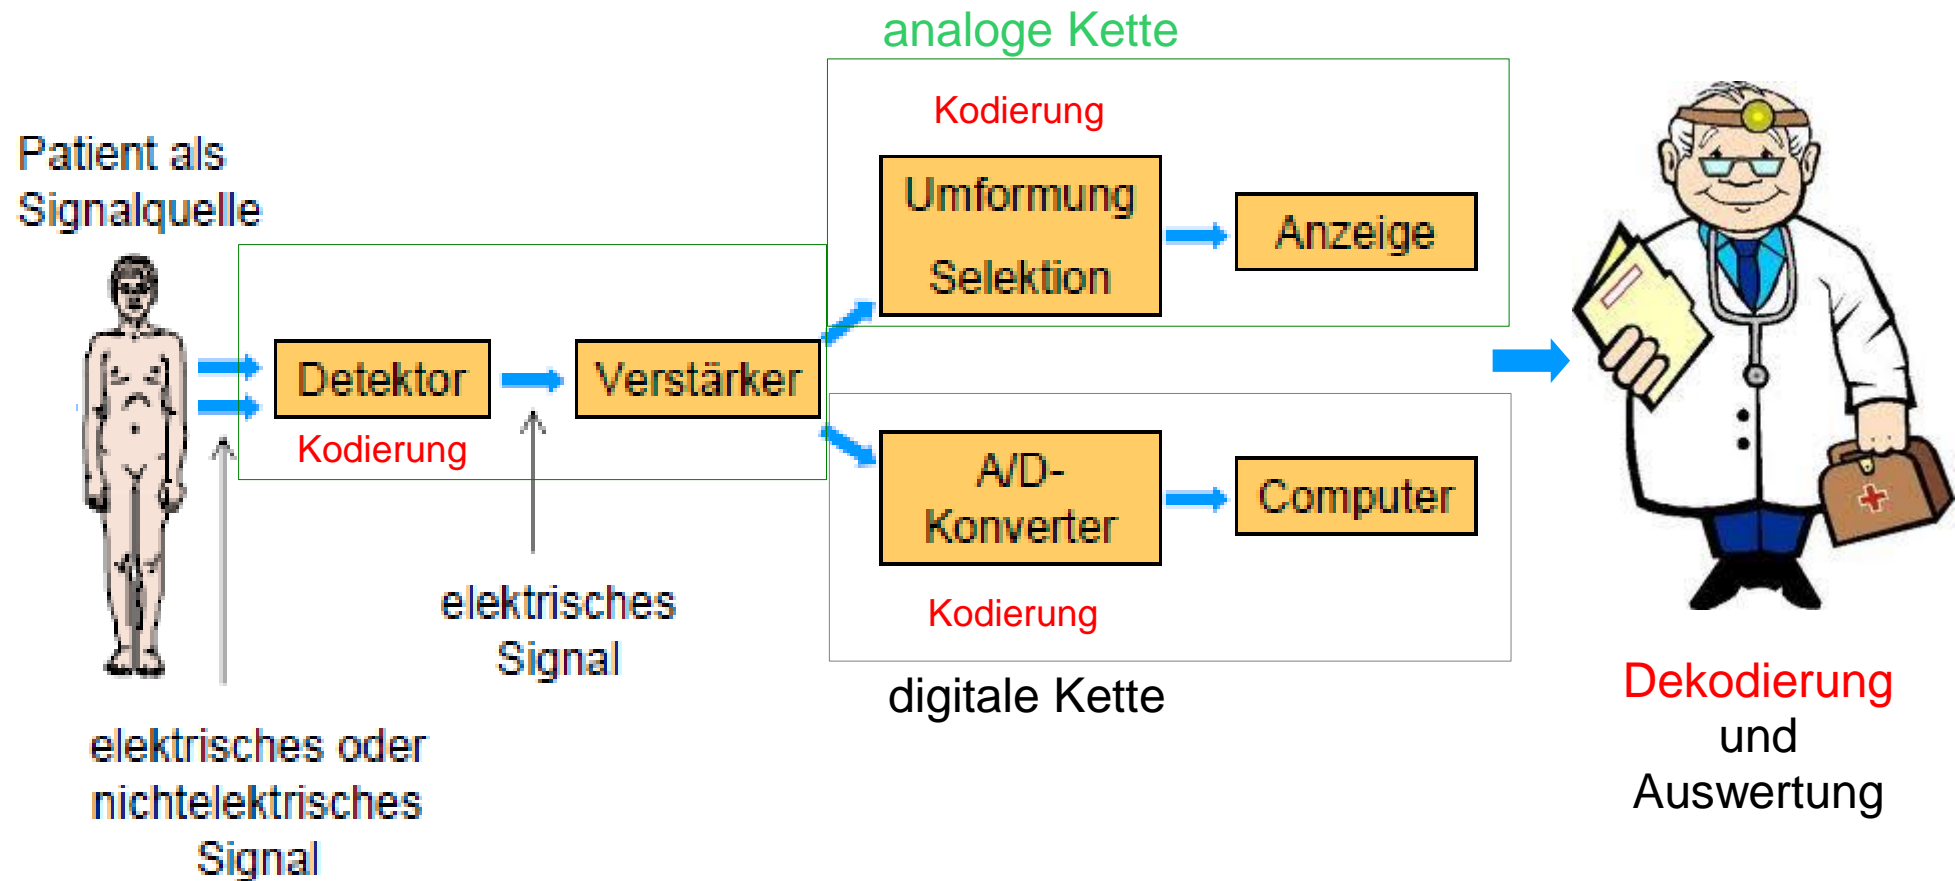 analoge Kette
Kodierung
Patient als
Signalquelle
Umformung
Selektion
Anzeige
Detektor
Verstärker
Kodierung
A/D-
Konverter
Computer
elektrisches
Signal
Kodierung
digitale Kette
elektrisches oder
nichtelektrisches
Signal
Dekodierung
und
Auswertung